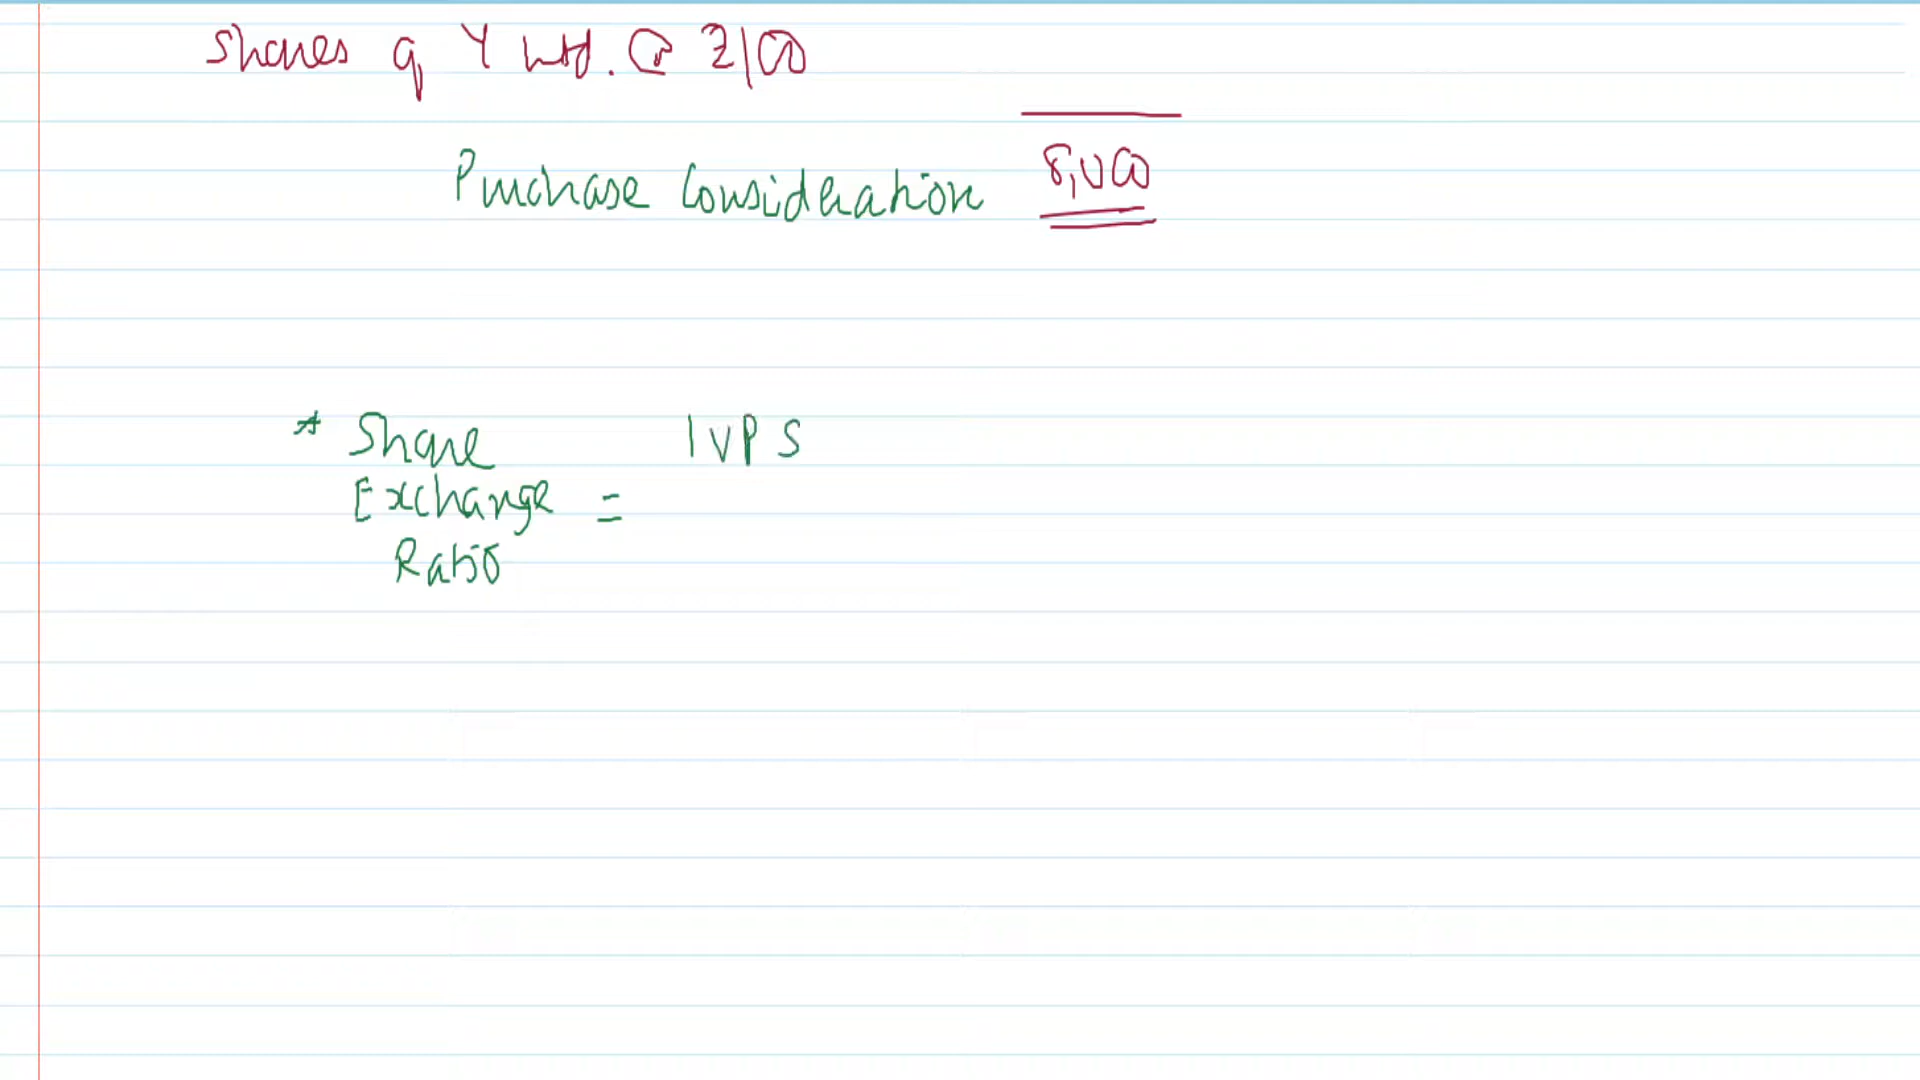 Shares of Y Ltd. @ ₹100
8,000
Purchase Consideration
* Share IVPS
Exchange =
Ratio